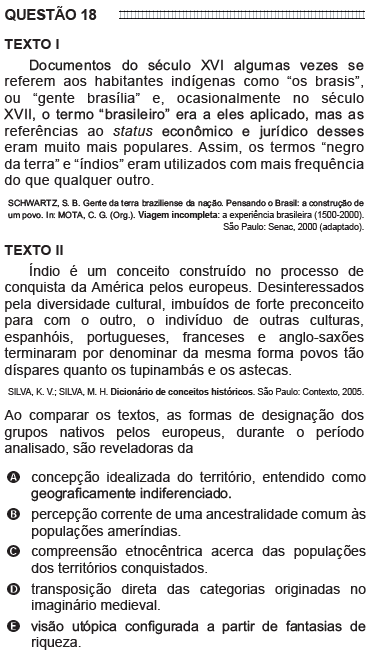 QUESTÃO 18
TEXTO I
Documentos do século XVI algumas vezes se
referem aos habitantes indígenas como “os brasis”,
ou “gente brasília” e, ocasionalmente no século
XVII, o termo “brasileiro” era a eles aplicado, mas as
referências ao status econômico e jurídico desses
eram muito mais populares. Assim, os termos “negro
da terra” e “índios” eram utilizados com mais frequência
do que qualquer outro.
SCHWARTZ, S. B. Gente da terra braziliense da nação. Pensando o Brasil: a construção de
um povo. In: MOTA, C. G. (Org.). Viagem incompleta: a experiência brasileira (1500-2000).
São Paulo: Senac, 2000 (adaptado).
TEXTO II
Índio é um conceito construído no processo de
conquista da América pelos europeus. Desinteressados
pela diversidade cultural, imbuídos de forte preconceito
para com o outro, o indivíduo de outras culturas,
espanhóis, portugueses, franceses e anglo-saxões
terminaram por denominar da mesma forma povos tão
díspares quanto os tupinambás e os astecas.
SILVA, K. V.; SILVA, M. H. Dicionário de conceitos históricos. São Paulo: Contexto, 2005.
Ao comparar os textos, as formas de designação dos
grupos nativos pelos europeus, durante o período
analisado, são reveladoras da
A concepção idealizada do território, entendido como
geograficamente indiferenciado.
B percepção corrente de uma ancestralidade comum às
populações ameríndias.
C compreensão etnocêntrica acerca das populações
dos territórios conquistados.
D transposição direta das categorias originadas no
imaginário medieval.
E visão utópica configurada a partir de fantasias de
riqueza.